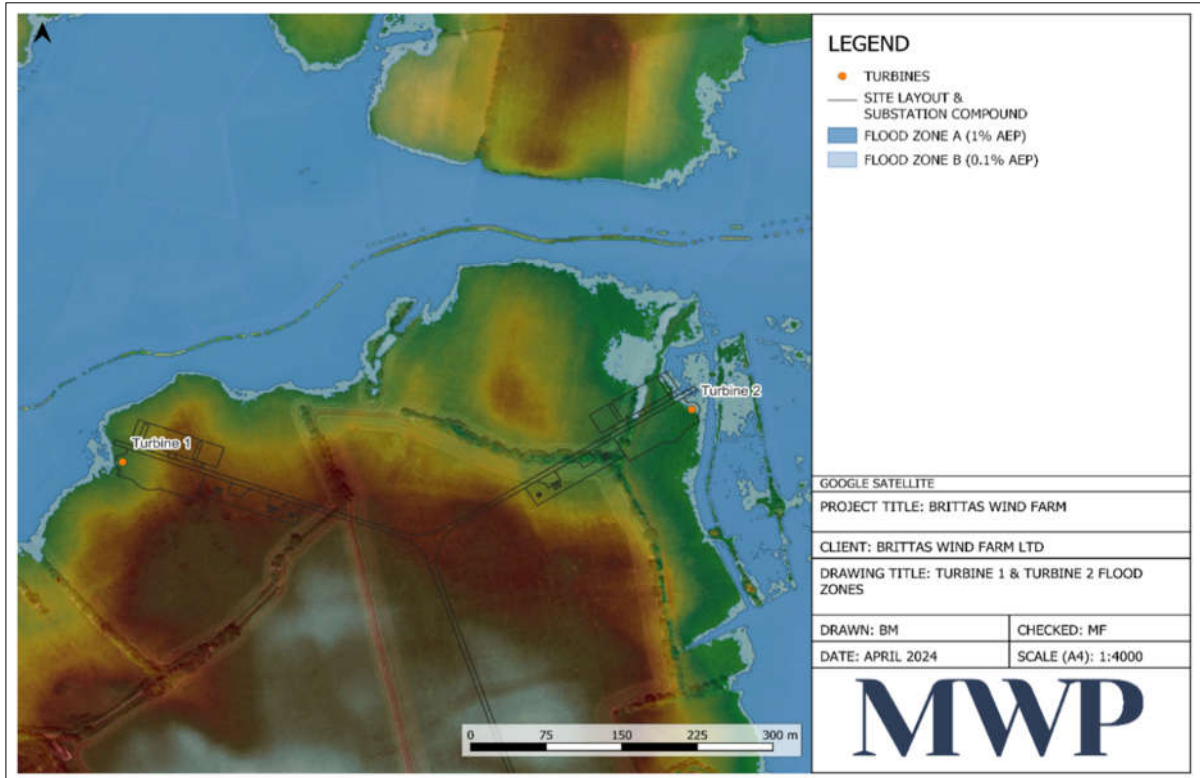 LEGEND
TURBINES
SITE LAYOUT &
SUBSTATION COMPOUND
FLOOD ZONE A (1% AEP)
FLOOD ZONE B (0.1% AEP)
Turbine 1
Turbine 2
0 75 150 225 300 m
GOOGLE SATELLITE
PROJECT TITLE: BRITTAS WIND FARM
CLIENT: BRITTAS WIND FARM LTD
DRAWING TITLE: TURBINE 1 & TURBINE 2 FLOOD
ZONES
DRAWN: BM
CHECKED: MF
DATE: APRIL 2024
SCALE (A4): 1:4000
MWP